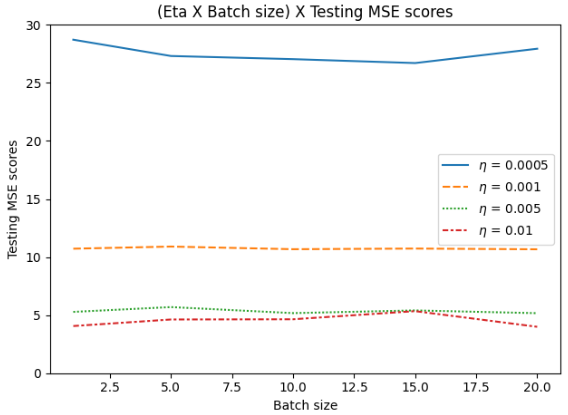 (Eta X Batch size) X Testing MSE scores
30
25
20
15
10
5
0
Testing MSE scores
η = 0.0005
η = 0.001
η = 0.005
η = 0.01
2.5 5.0 7.5 10.0 12.5 15.0 17.5 20.0
Batch size